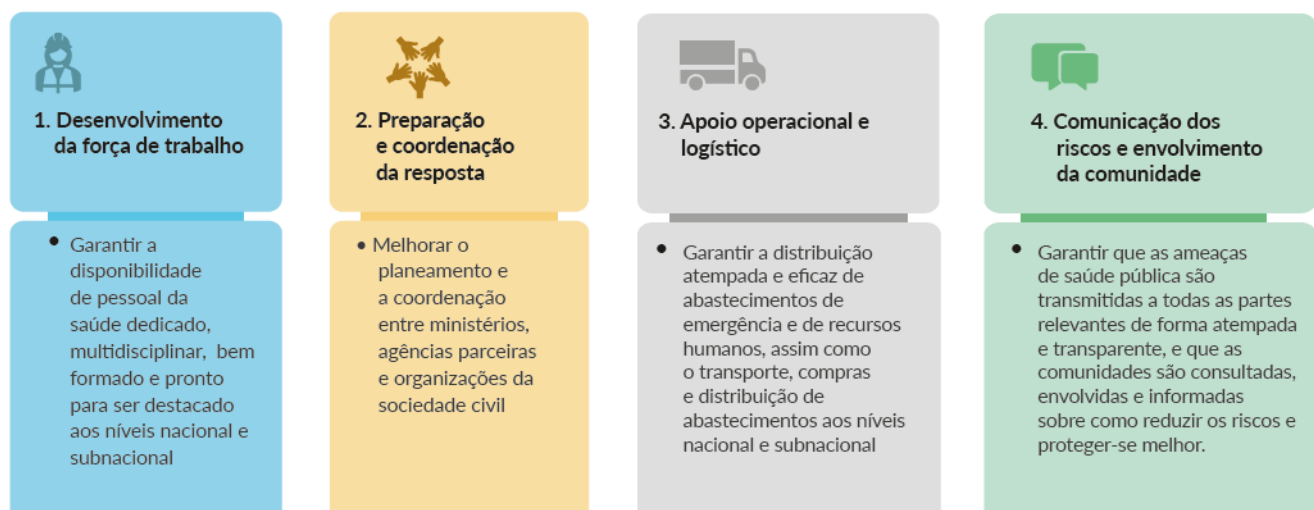 1. Desenvolvimento
da força de trabalho
• Garantir a
disponibilidade
de pessoal da
saúde dedicado,
multidisciplinar, bem
formado e pronto
para ser destacado
aos níveis nacional e
subnacional
2. Preparação
e coordenação
da resposta
• Melhorar o
planeamento e
a coordenação
entre ministérios,
agências parceiras
e organizações da
sociedade civil
3. Apoio operacional e
logístico
• Garantir a distribuição
atempada e eficaz de
abastecimentos de
emergência e de recursos
humanos, assim como
o transporte, compras
e distribuição de
abastecimentos aos níveis
nacional e subnacional
4. Comunicação dos
riscos e envolvimento
da comunidade
• Garantir que as ameaças
de saúde pública são
transmitidas a todas as partes
relevantes de forma atempada
e transparente, e que as
comunidades são consultadas,
envolvidas e informadas
sobre como reduzir os riscos e
proteger-se melhor.